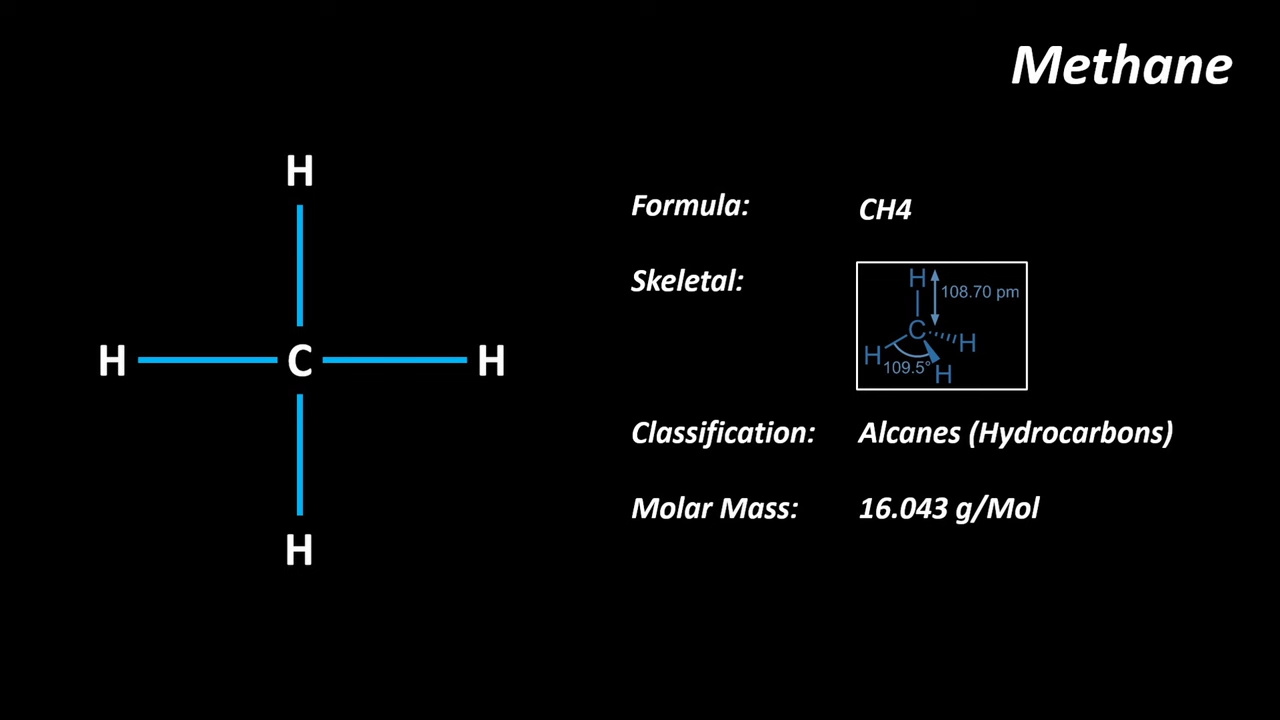 Methane
H
H C H
H
Formula: CH4
Skeletal:
H
108.70 pm
C
H
H
109.5°
H
Classification: Alcanes (Hydrocarbons)
Molar Mass: 16.043 g/Mol